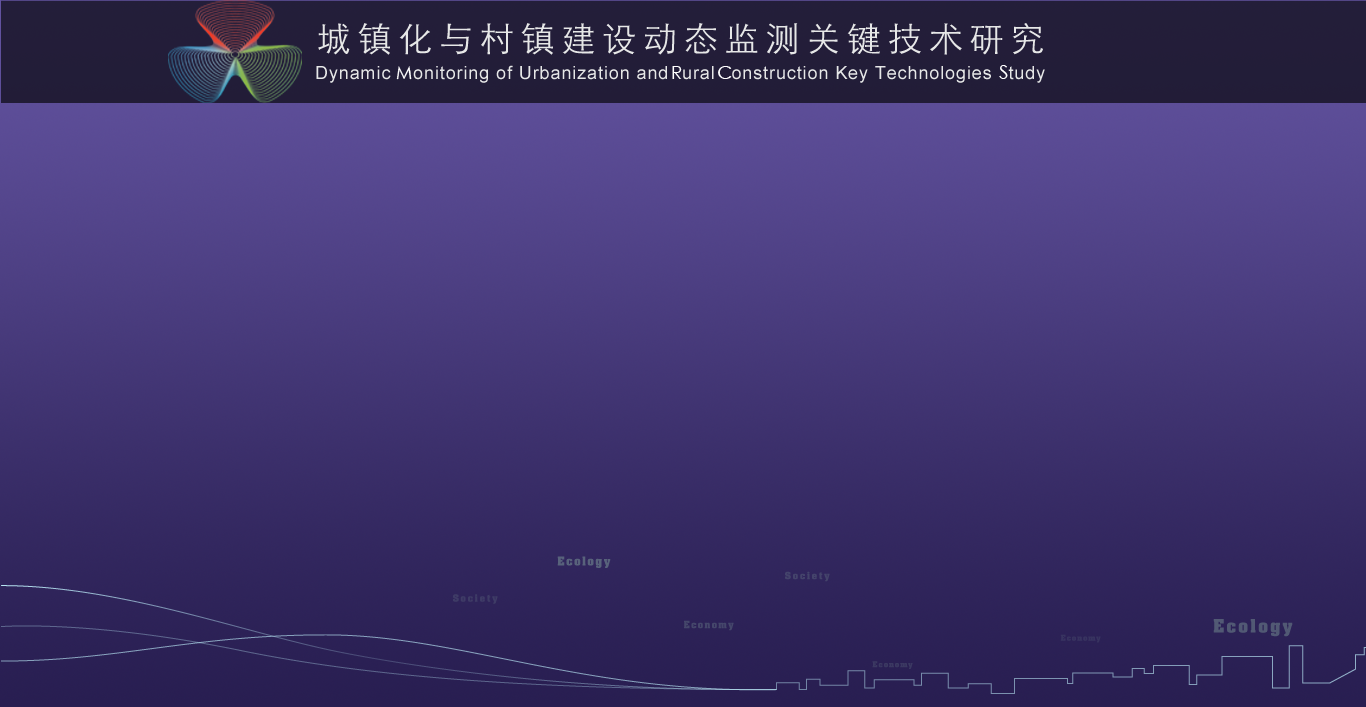 城镇化与村镇建设动态监测关键技术研究
Dynamic Monitoring of Urbanization and Rural Construction Key Technologies Study
Ecology
Society
Society
Economy
Ecology
Economy
Economy